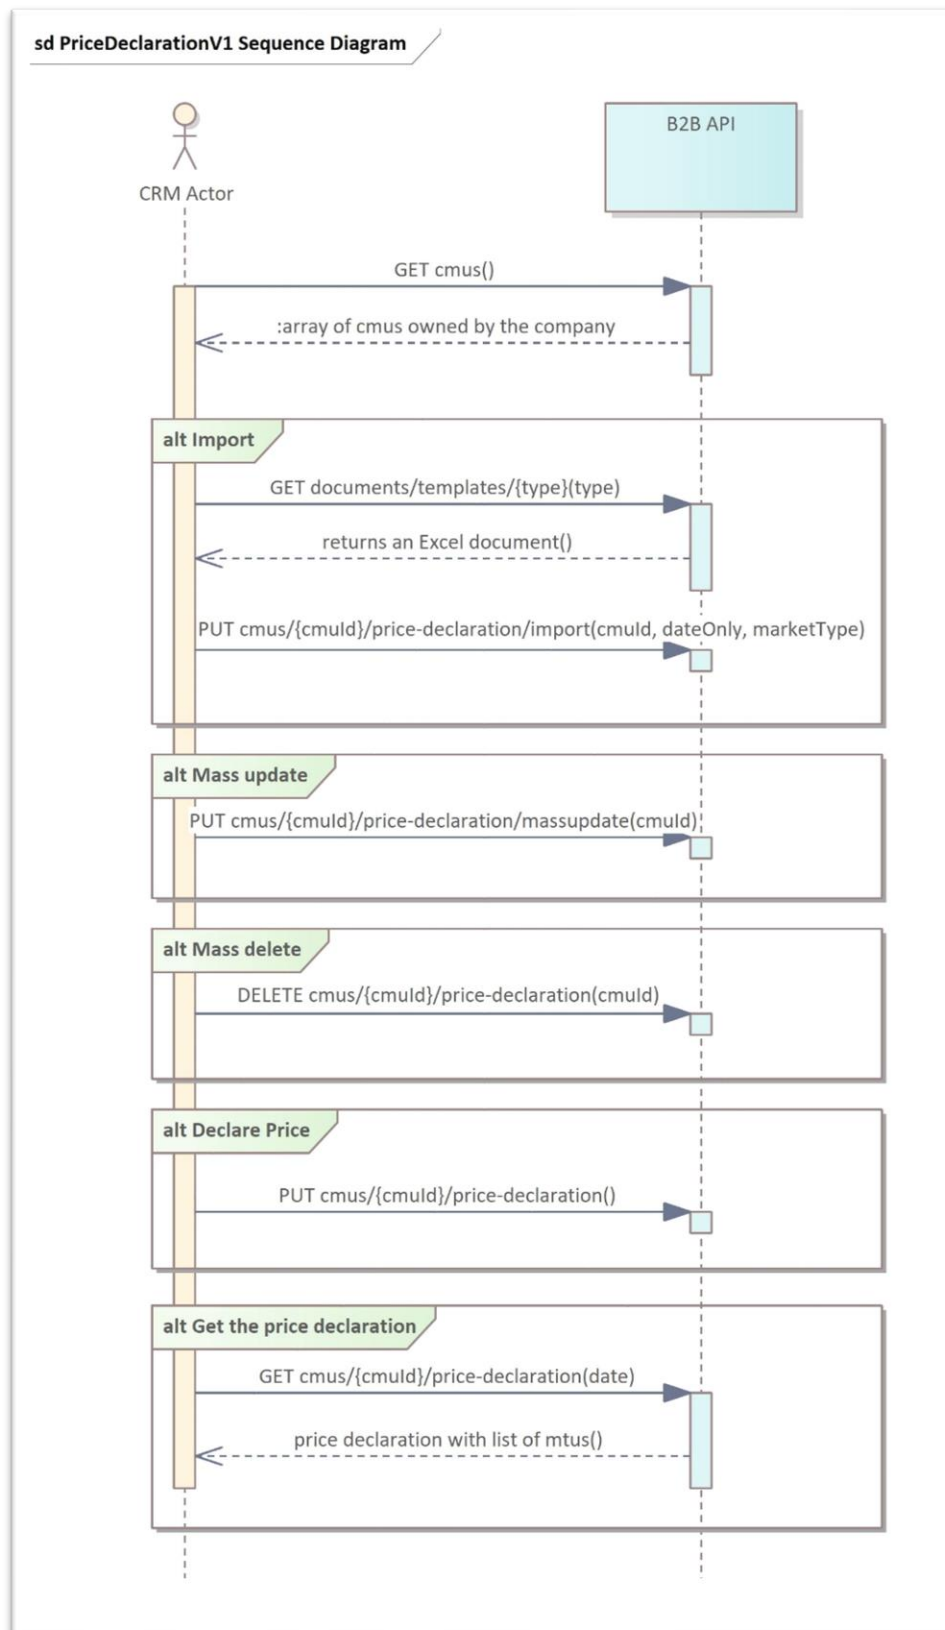 sd PriceDeclarationV1 Sequence Diagram
B2B API
CRM Actor
GET cmus()
:array of cmus owned by the company
alt Import
GET documents/templates/{type}(type)
returns an Excel document()
PUT cmus/{cmuId}/price-declaration/import(cmuId, dateOnly, marketType)
alt Mass update
PUT cmus/{cmuId}/price-declaration/massupdate(cmuId)
alt Mass delete
DELETE cmus/{cmuId}/price-declaration(cmuId)
alt Declare Price
PUT cmus/{cmuId}/price-declaration()
alt Get the price declaration
GET cmus/{cmuId}/price-declaration(date)
price declaration with list of mtus()